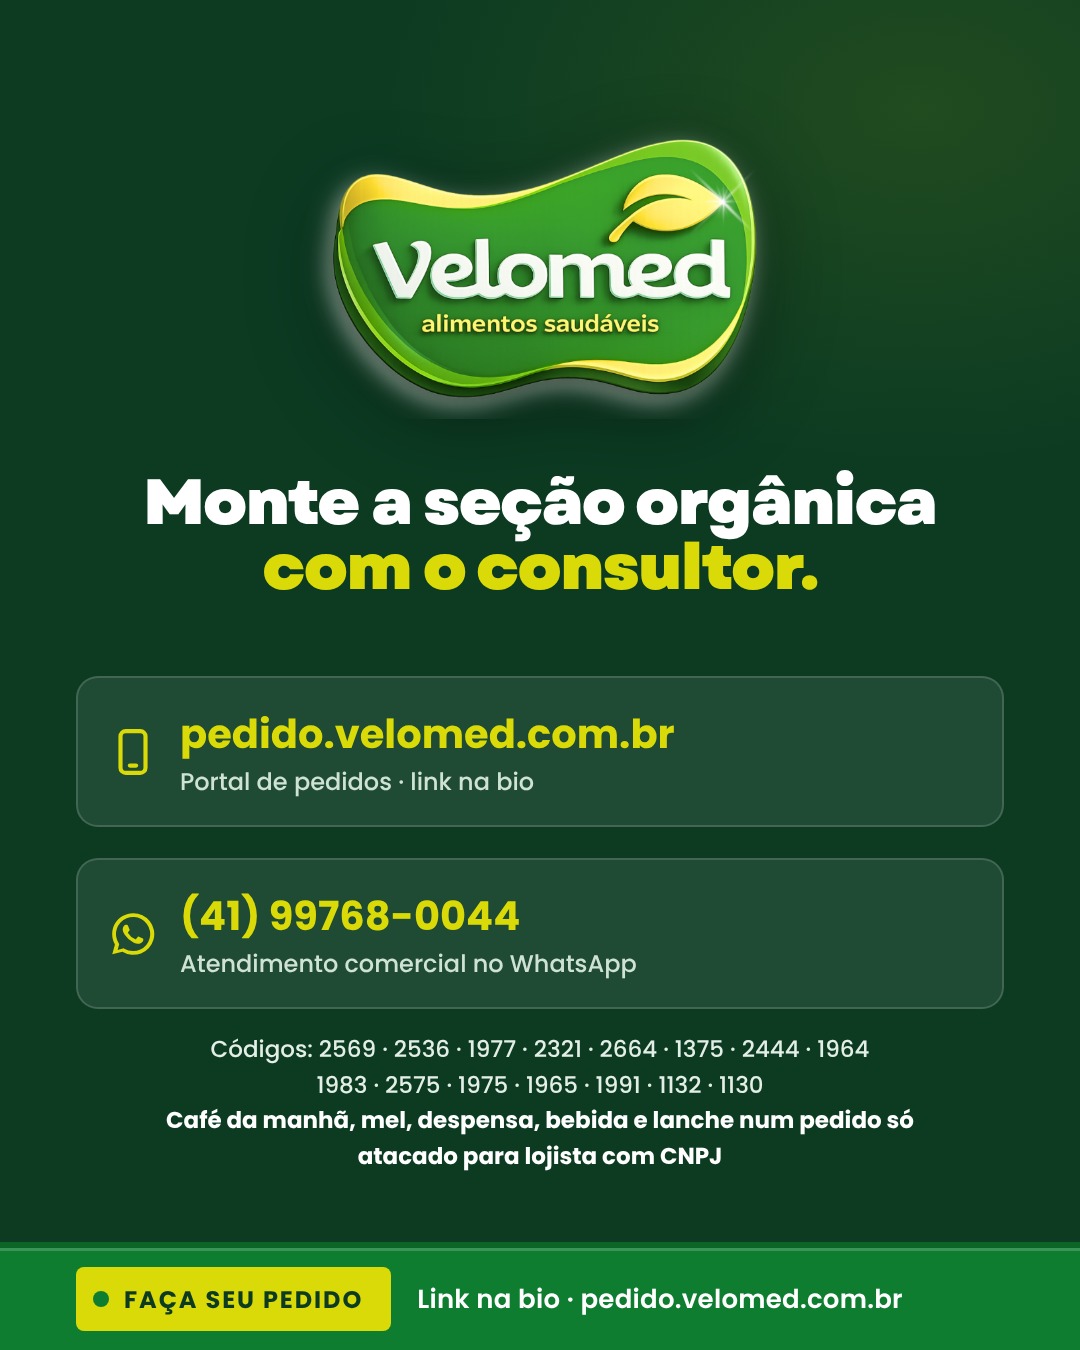 Velomed
alimentos saudáveis
Monte a seção orgânica
com o consultor.
pedido.velomed.com.br
Portal de pedidos · link na bio
(41) 99768-0044
Atendimento comercial no WhatsApp
Códigos: 2569 · 2536 · 1977 · 2321 · 2664 · 1375 · 2444 · 1964
1983 · 2575 · 1975 · 1965 · 1991 · 1132 · 1130
Café da manhã, mel, despensa, bebida e lanche num pedido só
atacado para lojista com CNPJ
FAÇA SEU PEDIDO
Link na bio · pedido.velomed.com.br